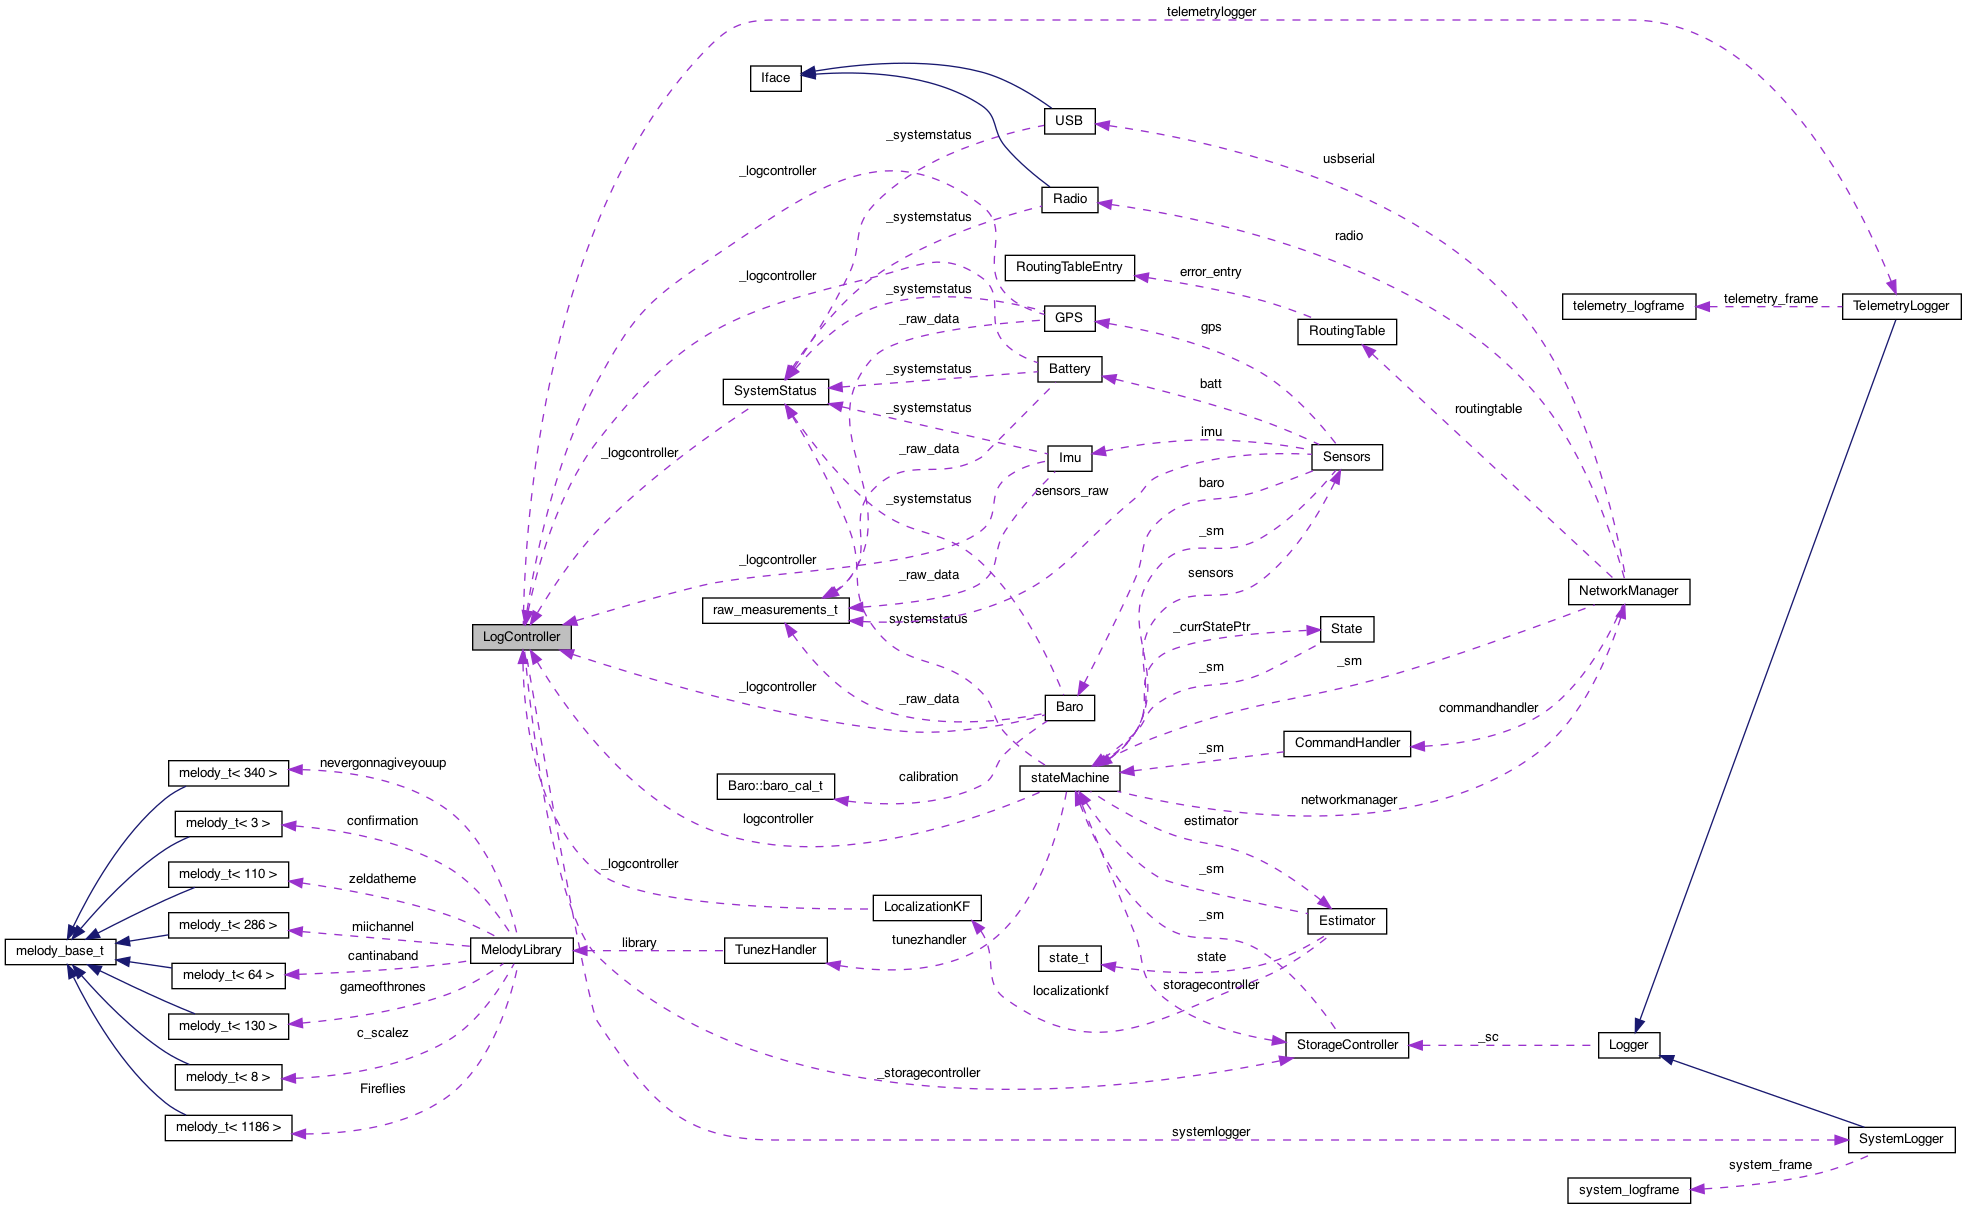 telemetrylogger
Iface
USB
_systemstatus
usbserial
_logcontroller
Radio
_systemstatus
radio
RoutingTableEntry
error_entry
_logcontroller
_systemstatus
telemetry_logframe
telemetry_frame
TelemetryLogger
_raw_data
GPS
gps
RoutingTable
_systemstatus
Battery
batt
SystemStatus
_systemstatus
routingtable
imu
_logcontroller
_raw_data
Imu
Sensors
sensors_raw
baro
_systemstatus
_sm
_logcontroller
_raw_data
sensors
NetworkManager
raw_measurements_t
systemstatus
_currStatePtr
State
LogController
_sm
_sm
_logcontroller
_raw_data
Baro
commandhandler
_sm
CommandHandler
nevergonnagiveyouup
melody_t< 340 >
Baro::baro_cal_t
calibration
stateMachine
networkmanager
confirmation
melody_t< 3 >
logcontroller
estimator
_logcontroller
_sm
zeldatheme
melody_t< 110 >
LocalizationKF
_sm
Estimator
melody_t< 286 >
miichannel
melody_base_t
MelodyLibrary
library
TunezHandler
tunezhandler
state_t
state
cantinaband
melody_t< 64 >
gameofthrones
localizationkf
storagecontroller
melody_t< 130 >
c_scalez
StorageController
_sc
Logger
melody_t< 8 >
_storagecontroller
Fireflies
melody_t< 1186 >
systemlogger
SystemLogger
system_frame
system_logframe